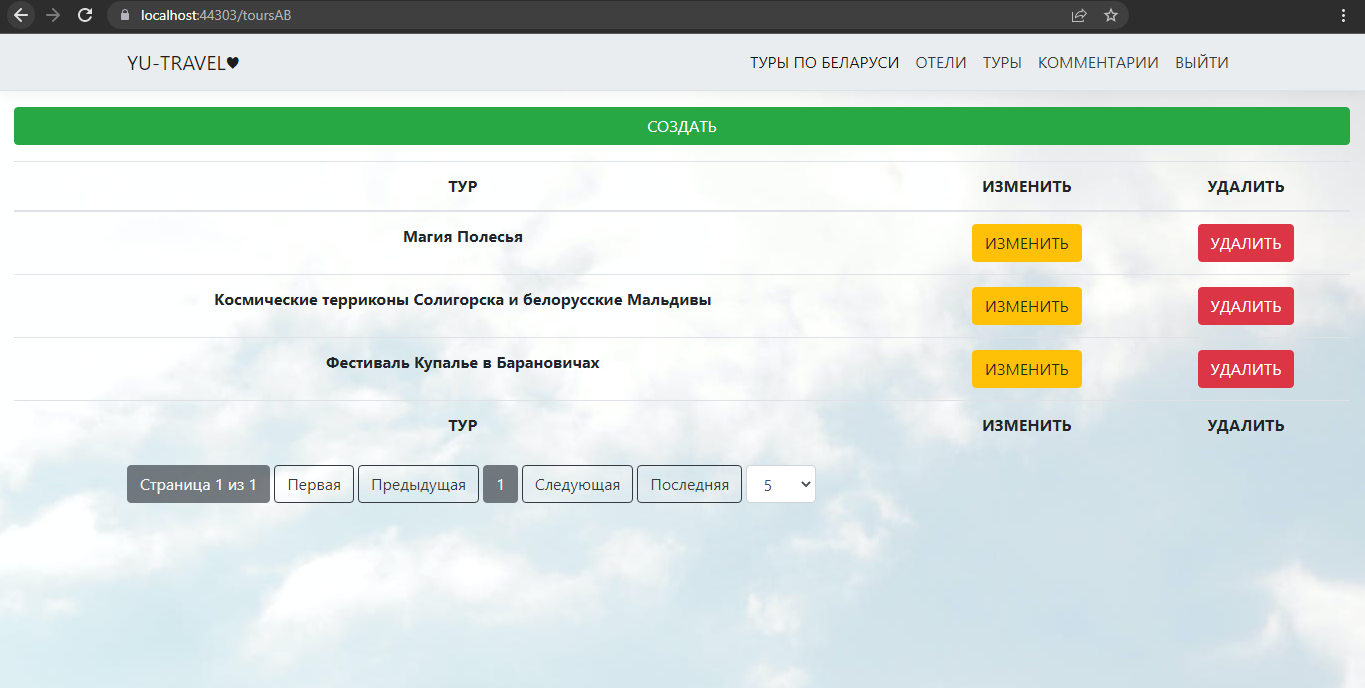 localhost:44303/toursAB
YU-TRAVEL♥ ТУРЫ ПО БЕЛАРУСИ ОТЕЛИ ТУРЫ КОММЕНТАРИИ ВЫЙТИ
СОЗДАТЬ
ТУР ИЗМЕНИТЬ УДАЛИТЬ
Магия Полесья ИЗМЕНИТЬ УДАЛИТЬ
Космические терриконы Солигорска и белорусские Мальдивы ИЗМЕНИТЬ УДАЛИТЬ
Фестиваль Купалье в Барановичах ИЗМЕНИТЬ УДАЛИТЬ
ТУР ИЗМЕНИТЬ УДАЛИТЬ
Страница 1 из 1 Первая Предыдущая 1 Следующая Последняя 5